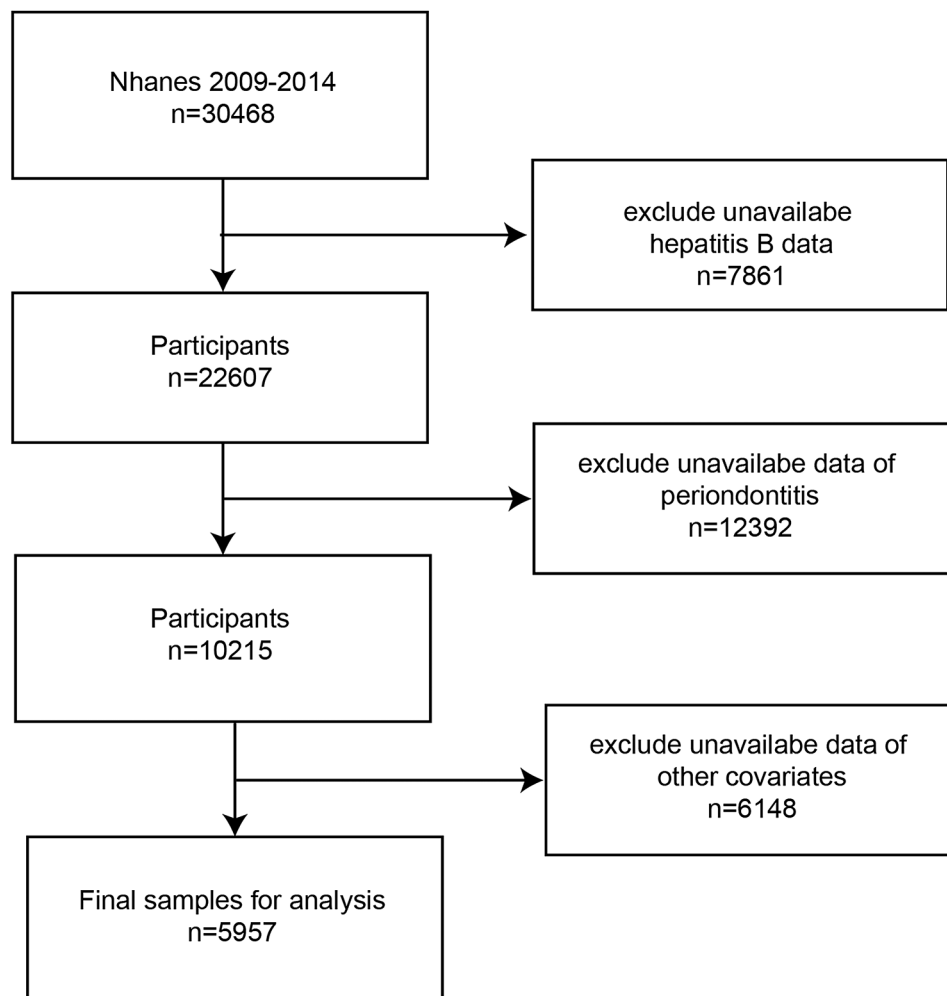 Nhanes 2009-2014
n=30468
exclude unavailabe
hepatitis B data
n=7861
Participants
n=22607
exclude unavailabe data of
periondontitis
n=12392
Participants
n=10215
exclude unavailabe data of
other covariates
n=6148
Final samples for analysis
n=5957